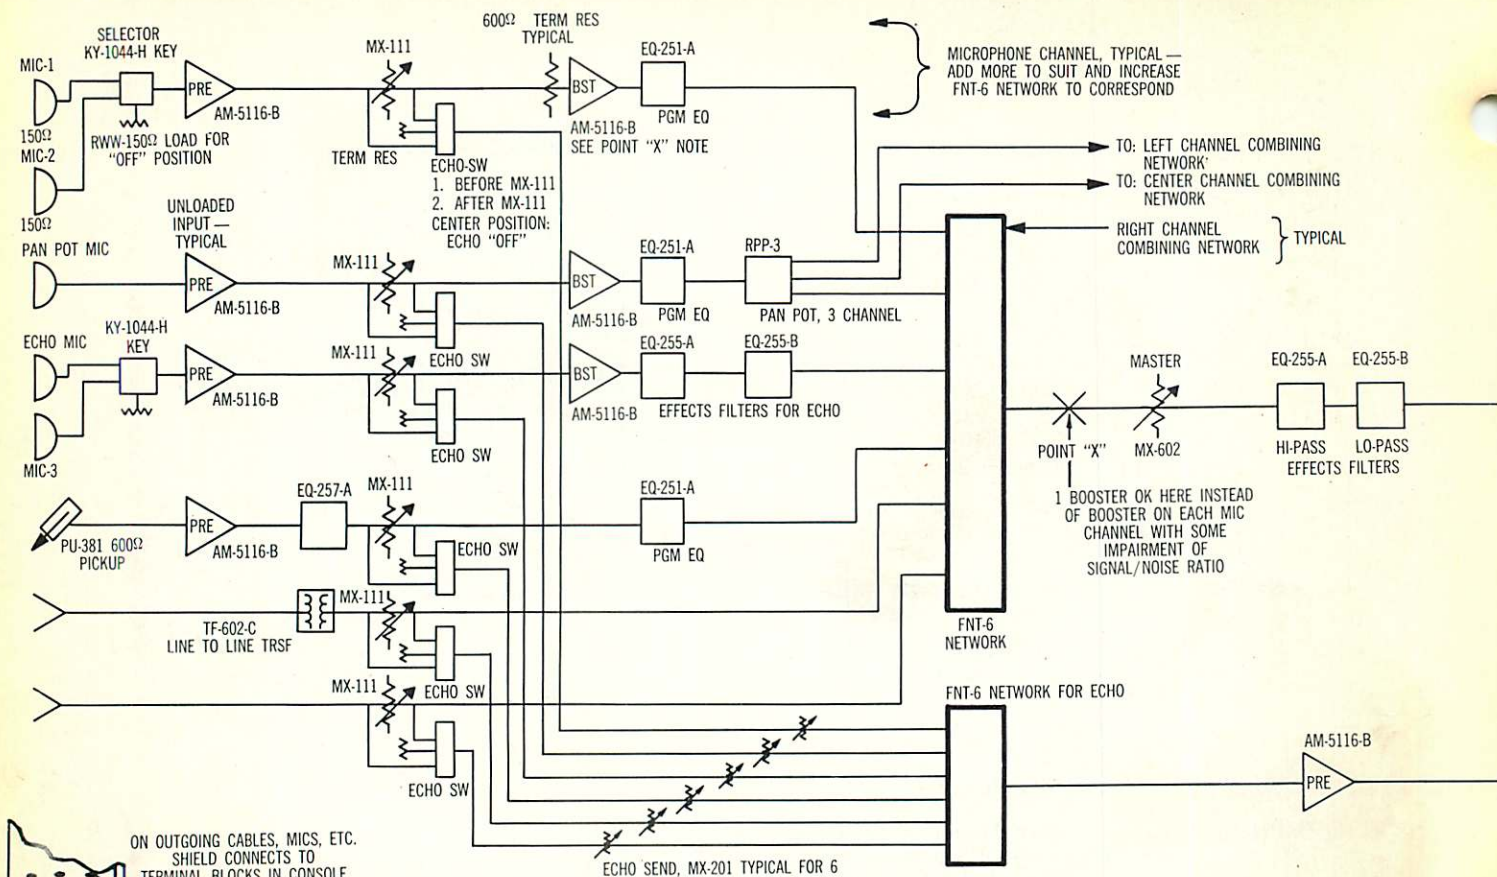 600Ω TERM RES
TYPICAL
SELECTOR
KY-1044-H KEY
MIC-1
MX-111
EQ-251-A
PRE
BST
AM-5116-B
PGM EQ
150Ω
MIC-2
RWW-150Ω LOAD FOR
"OFF" POSITION
TERM RES
AM-5116-B
SEE POINT "X" NOTE
150Ω
ECHO-SW
1. BEFORE MX-111
2. AFTER MX-111
CENTER POSITION:
ECHO "OFF"
MICROPHONE CHANNEL, TYPICAL —
ADD MORE TO SUIT AND INCREASE
FNT-6 NETWORK TO CORRESPOND
TO: LEFT CHANNEL COMBINING
NETWORK
TO: CENTER CHANNEL COMBINING
NETWORK
RIGHT CHANNEL
COMBINING NETWORK
TYPICAL
UNLOADED
INPUT —
TYPICAL
PAN POT MIC
MX-111
EQ-251-A
RPP-3
PRE
BST
AM-5116-B
AM-5116-B
PGM EQ
PAN POT, 3 CHANNEL
ECHO SW
KY-1044-H
KEY
ECHO MIC
MX-111
EQ-255-A
EQ-255-B
PRE
BST
AM-5116-B
AM-5116-B
EFFECTS FILTERS FOR ECHO
ECHO SW
MIC-3
MASTER
EQ-255-A
EQ-255-B
POINT "X"
MX-602
HI-PASS
LO-PASS
EFFECTS FILTERS
1 BOOSTER OK HERE INSTEAD
OF BOOSTER ON EACH MIC
CHANNEL WITH SOME
IMPAIRMENT OF
SIGNAL/NOISE RATIO
EQ-257-A
MX-111
EQ-251-A
PRE
PU-381 600Ω
PICKUP
AM-5116-B
ECHO SW
PGM EQ
MX-111
TF-602-C
LINE TO LINE TRSF
ECHO SW
FNT-6
NETWORK
MX-111
FNT-6 NETWORK FOR ECHO
ECHO SW
AM-5116-B
PRE
ECHO SEND, MX-201 TYPICAL FOR 6
ON OUTGOING CABLES, MICS, ETC.
SHIELD CONNECTS TO
TERMINAL BLOCKS IN CONSOLE